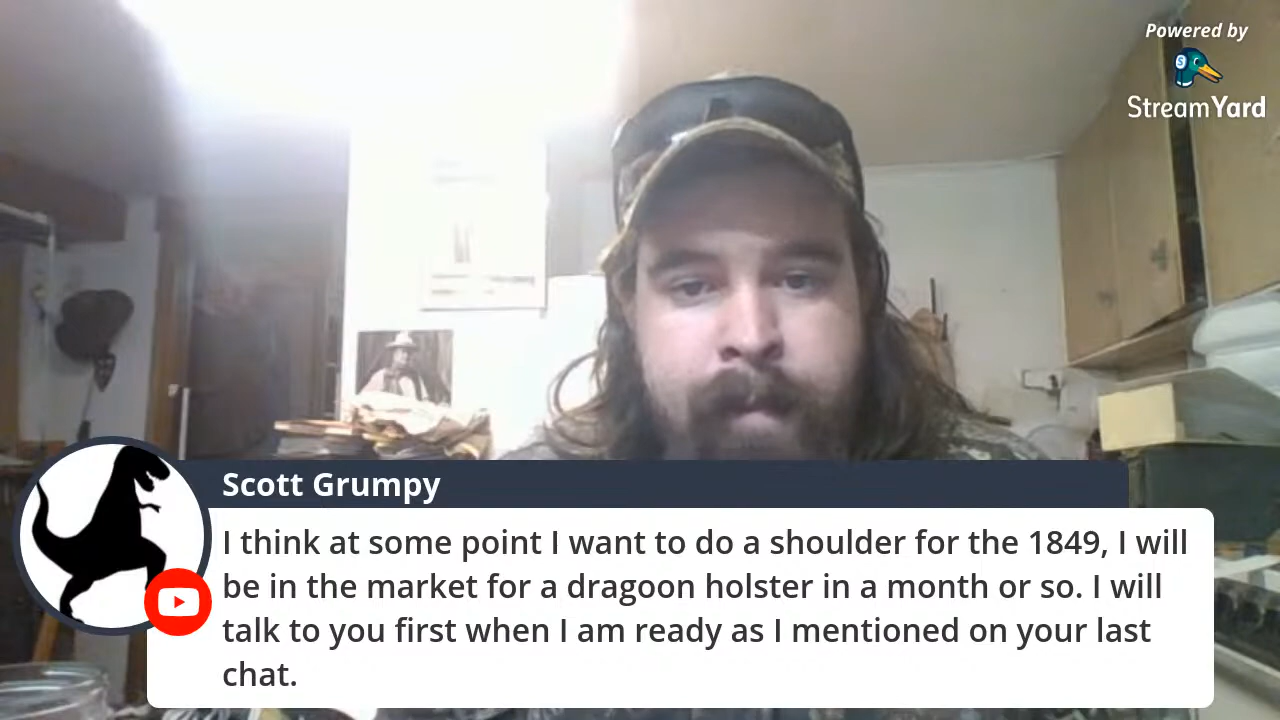 Powered by
StreamYard
Scott Grumpy
I think at some point I want to do a shoulder for the 1849, I will
be in the market for a dragoon holster in a month or so. I will
talk to you first when I am ready as I mentioned on your last
chat.